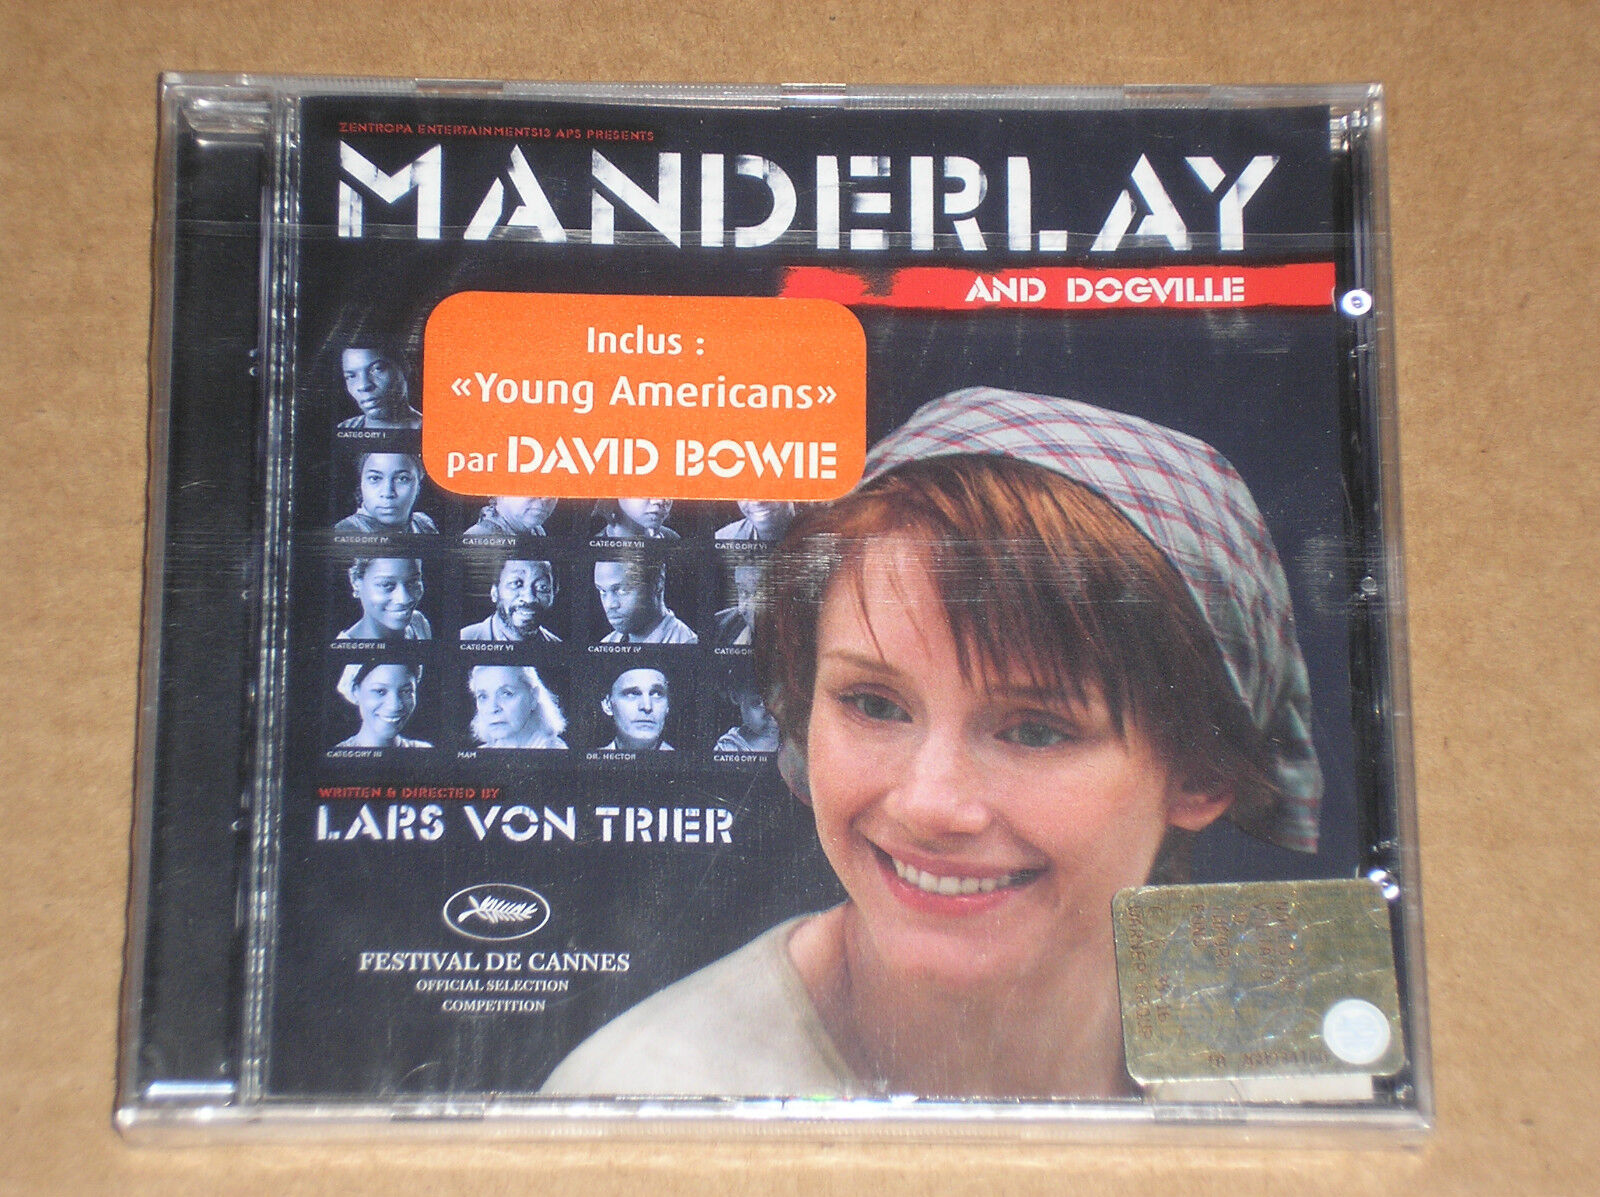 ZENTROPA ENTERTAINMENTS13 APS PRESENTS
MANDERLAY
AND DOGVILLE
Inclus :
«Young Americans»
par DAVID BOWIE
CATEGORY I
CATEGORY IV
CATEGORY VI
CATEGORY VII
CATEGORY VI
CATEGORY III
CATEGORY VI
CATEGORY IV
CATEGORY III
MAM
DR. HECTOR
CATEGORY III
WRITTEN & DIRECTED BY
LARS VON TRIER
FESTIVAL DE CANNES
OFFICIAL SELECTION
COMPETITION